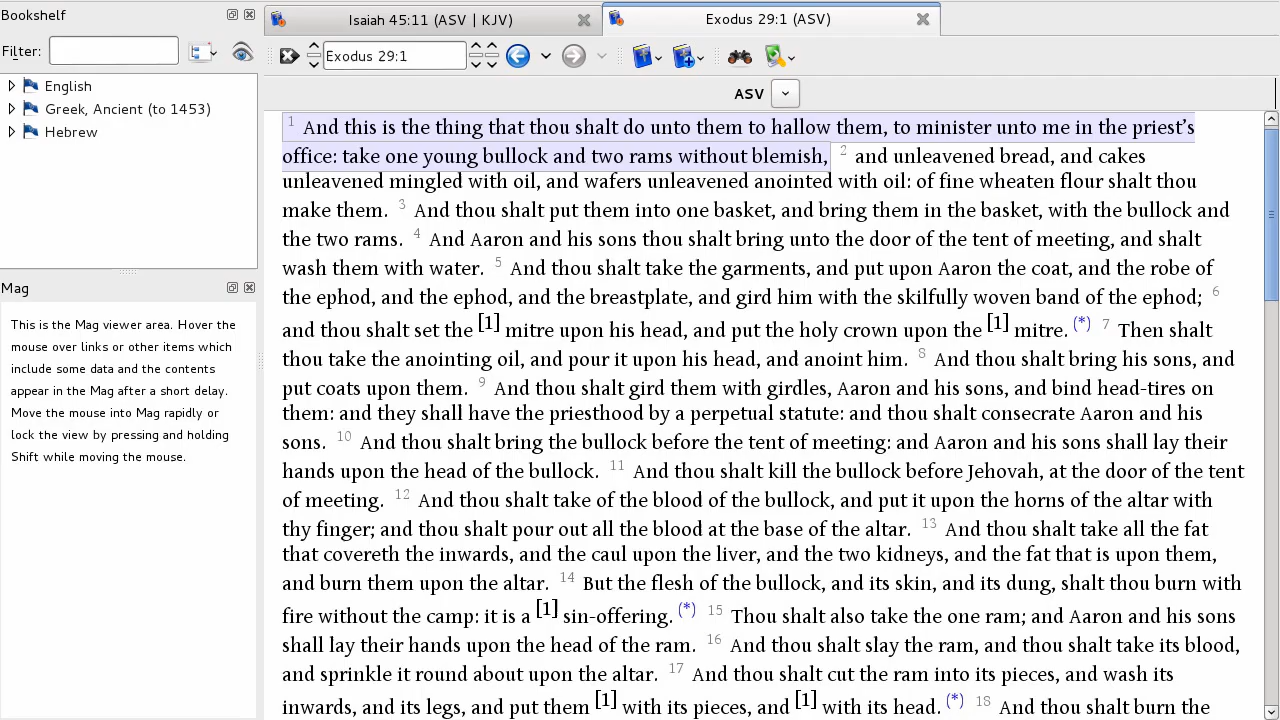 Bookshelf
Isaiah 45:11 (ASV | KJV)
Exodus 29:1 (ASV)
Filter:
Exodus 29:1
English
Greek, Ancient (to 1453)
Hebrew
ASV
Mag
This is the Mag viewer area. Hover the
mouse over links or other items which
include some data and the contents
appear in the Mag after a short delay.
Move the mouse into Mag rapidly or
lock the view by pressing and holding
Shift while moving the mouse.
1 And this is the thing that thou shalt do unto them to hallow them, to minister unto me in the priest’s
office: take one young bullock and two rams without blemish, 2 and unleavened bread, and cakes
unleavened mingled with oil, and wafers unleavened anointed with oil: of fine wheaten flour shalt thou
make them. 3 And thou shalt put them into one basket, and bring them in the basket, with the bullock and
the two rams. 4 And Aaron and his sons thou shalt bring unto the door of the tent of meeting, and shalt
wash them with water. 5 And thou shalt take the garments, and put upon Aaron the coat, and the robe of
the ephod, and the ephod, and the breastplate, and gird him with the skilfully woven band of the ephod; 6
and thou shalt set the [1] mitre upon his head, and put the holy crown upon the [1] mitre. (*) 7 Then shalt
thou take the anointing oil, and pour it upon his head, and anoint him. 8 And thou shalt bring his sons, and
put coats upon them. 9 And thou shalt gird them with girdles, Aaron and his sons, and bind head-tires on
them: and they shall have the priesthood by a perpetual statute: and thou shalt consecrate Aaron and his
sons. 10 And thou shalt bring the bullock before the tent of meeting: and Aaron and his sons shall lay their
hands upon the head of the bullock. 11 And thou shalt kill the bullock before Jehovah, at the door of the tent
of meeting. 12 And thou shalt take of the blood of the bullock, and put it upon the horns of the altar with
thy finger; and thou shalt pour out all the blood at the base of the altar. 13 And thou shalt take all the fat
that covereth the inwards, and the caul upon the liver, and the two kidneys, and the fat that is upon them,
and burn them upon the altar. 14 But the flesh of the bullock, and its skin, and its dung, shalt thou burn with
fire without the camp: it is a [1] sin-offering. (*) 15 Thou shalt also take the one ram; and Aaron and his sons
shall lay their hands upon the head of the ram. 16 And thou shalt slay the ram, and thou shalt take its blood,
and sprinkle it round about upon the altar. 17 And thou shalt cut the ram into its pieces, and wash its
inwards, and its legs, and put them [1] with its pieces, and [1] with its head. (*) 18 And thou shalt burn the